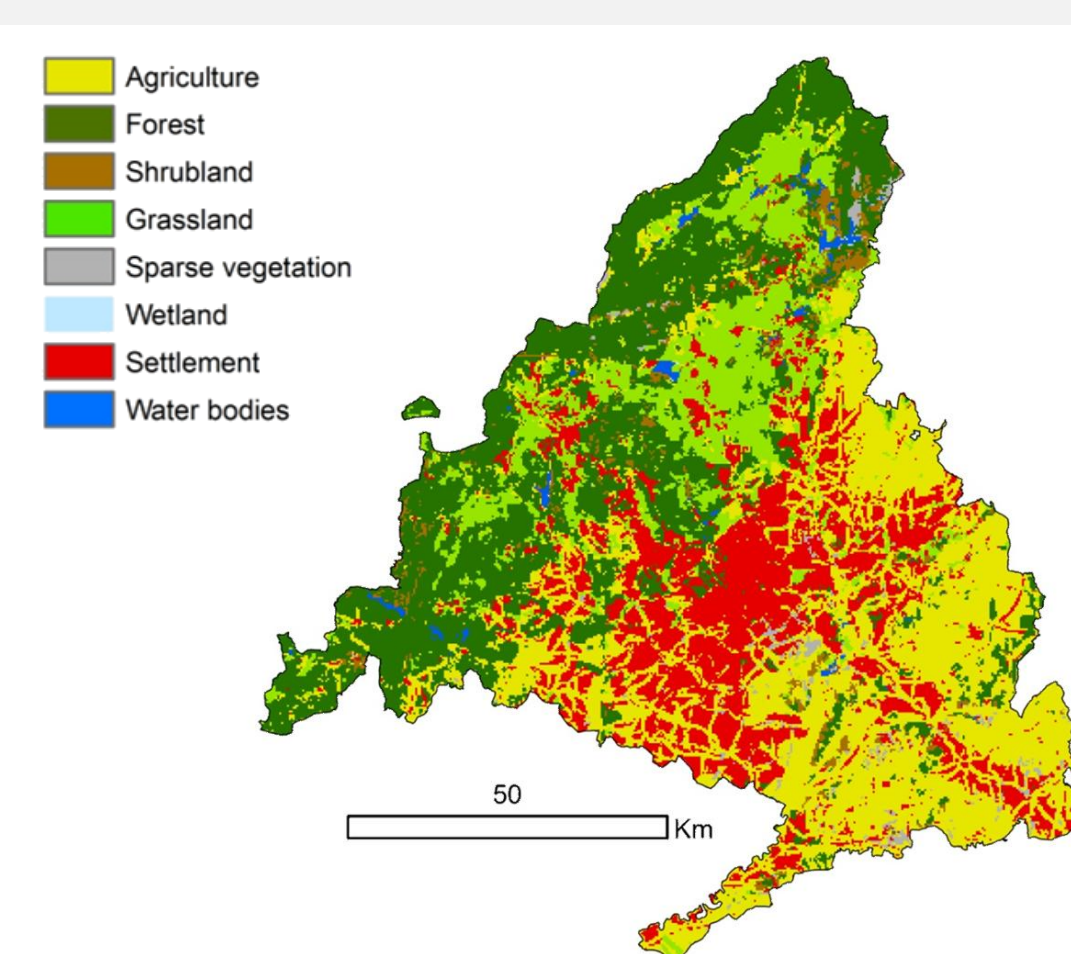 Agriculture
Forest
Shrubland
Grassland
Sparse vegetation
Wetland
Settlement
Water bodies
50
Km